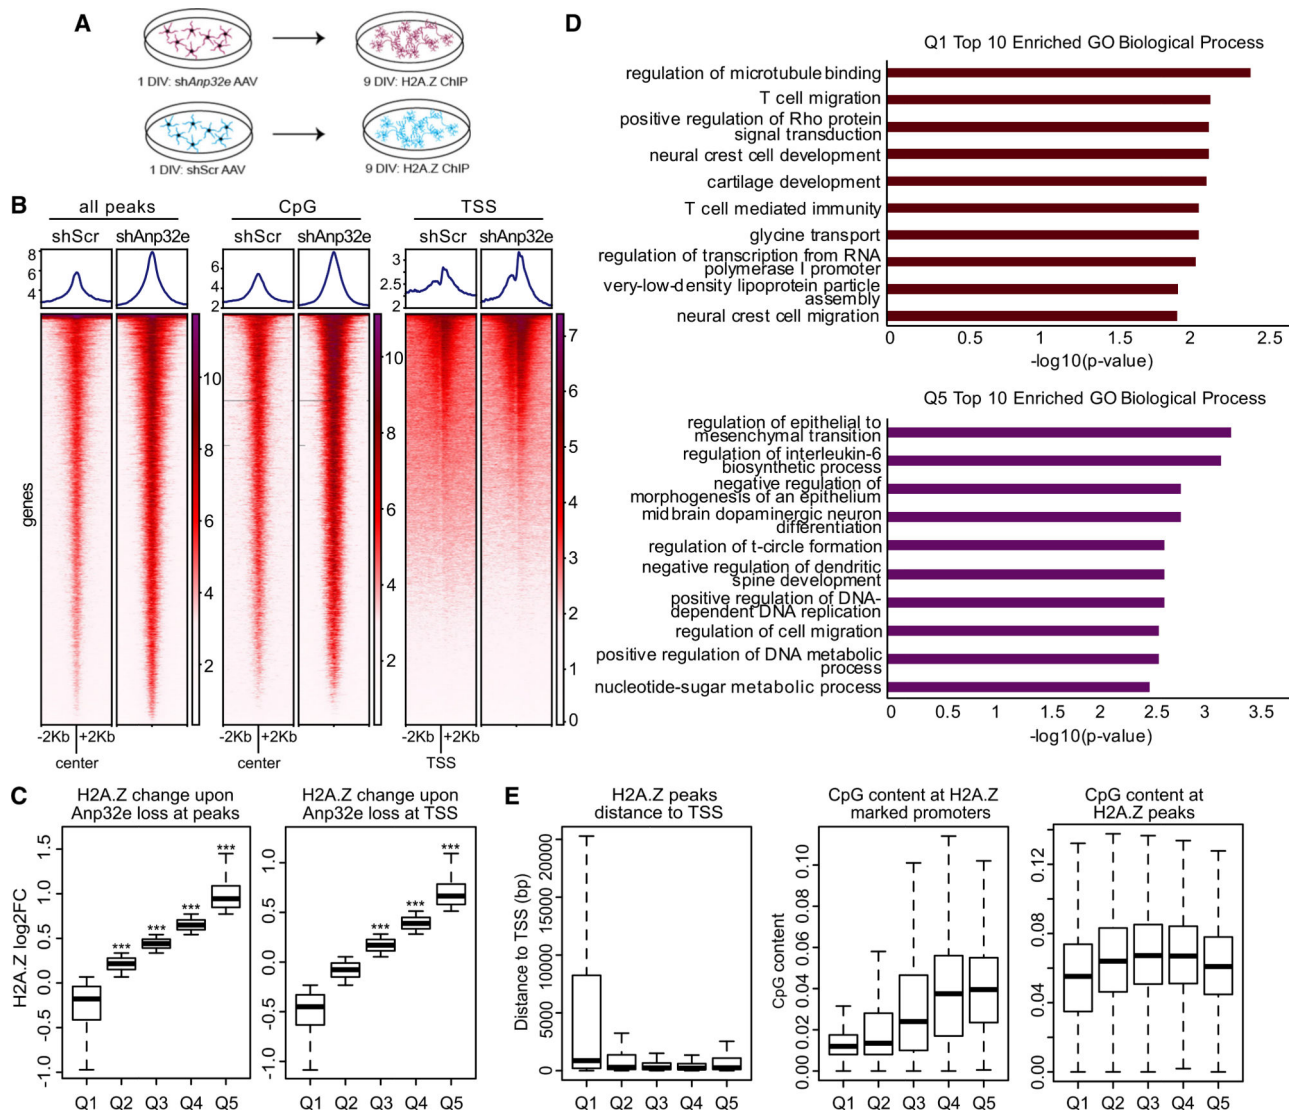 A
1 DIV: shAnp32e AAV
9 DIV: H2A.Z ChIP
1 DIV: shScr AAV
9 DIV: H2A.Z ChIP
B
all peaks
CpG
TSS
shScr
shAnp32e
shScr
shAnp32e
shScr
shAnp32e
8
6
4
6
4
2
3
2.5
2
genes
10
8
6
4
2
10
8
6
4
2
7
6
5
4
3
2
1
0
-2Kb
+2Kb
center
-2Kb
+2Kb
center
-2Kb
+2Kb
TSS
C
H2A.Z change upon
Anp32e loss at peaks
H2A.Z log2FC
1.5
1.0
0.5
0.0
-0.5
-1.0
***
***
***
***
Q1
Q2
Q3
Q4
Q5
H2A.Z change upon
Anp32e loss at TSS
1.0
0.5
0.0
-0.5
-1.0
***
***
***
Q1
Q2
Q3
Q4
Q5
D
Q1 Top 10 Enriched GO Biological Process
regulation of microtubule binding
T cell migration
positive regulation of Rho protein
signal transduction
neural crest cell development
cartilage development
T cell mediated immunity
glycine transport
regulation of transcription from RNA
polymerase I promoter
very-low-density lipoprotein particle
assembly
neural crest cell migration
0
0.5
1
1.5
2
2.5
-log10(p-value)
Q5 Top 10 Enriched GO Biological Process
regulation of epithelial to
mesenchymal transition
regulation of interleukin-6
biosynthetic process
negative regulation of
morphogenesis of an epithelium
midbrain dopaminergic neuron
differentiation
regulation of t-circle formation
negative regulation of dendritic
spine development
positive regulation of DNA-
dependent DNA replication
regulation of cell migration
positive regulation of DNA metabolic
process
nucleotide-sugar metabolic process
0
0.5
1
1.5
2
2.5
3
3.5
-log10(p-value)
E
H2A.Z peaks
distance to TSS
Distance to TSS (bp)
20000
15000
10000
5000
0
Q1
Q2
Q3
Q4
Q5
CpG content at H2A.Z
marked promoters
CpG content
0.10
0.08
0.06
0.04
0.02
0.00
Q1
Q2
Q3
Q4
Q5
CpG content at
H2A.Z peaks
0.12
0.08
0.04
0.00
Q1
Q2
Q3
Q4
Q5